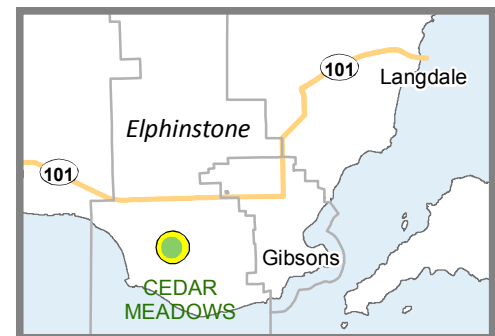 101
Langdale
Elphinstone
101
Gibsons
CEDAR
MEADOWS